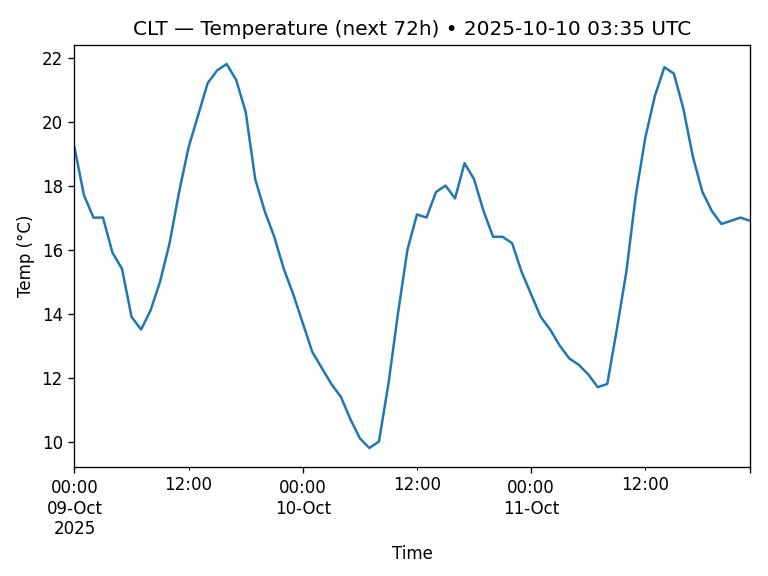 CLT — Temperature (next 72h) • 2025-10-10 03:35 UTC
22
20
18
16
14
12
10
Temp (°C)
00:00 12:00 00:00 12:00 00:00 12:00
09-Oct 10-Oct 11-Oct
2025
Time